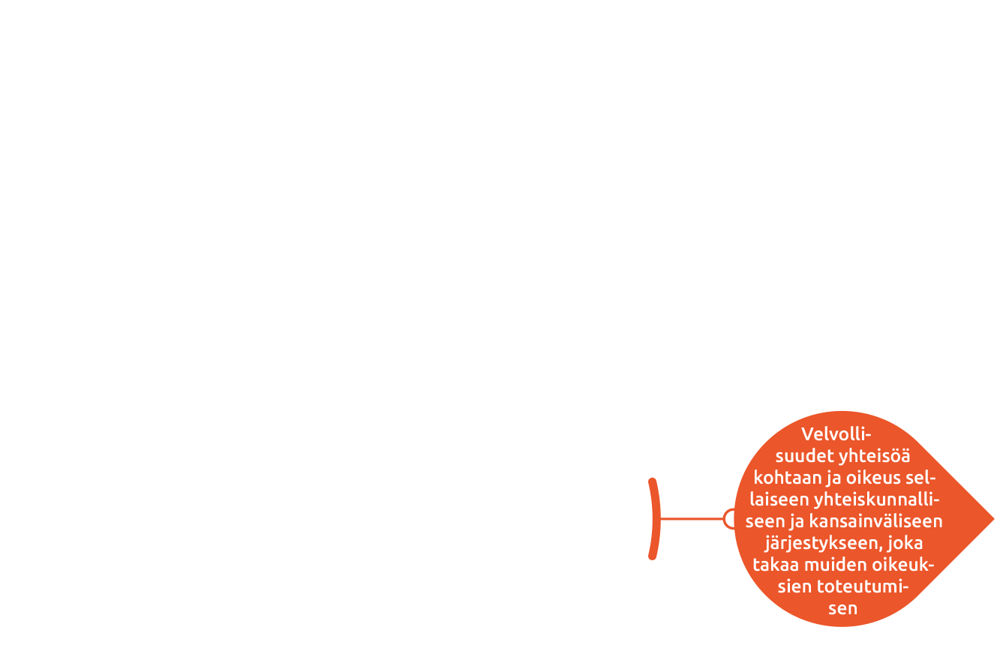 Velvolli-
suudet yhteisöä
kohtaan ja oikeus sel-
laiseen yhteiskunnalli-
seen ja kansainväliseen
järjestykseen, joka
takaa muiden oikeuk-
sien toteutumi-
sen